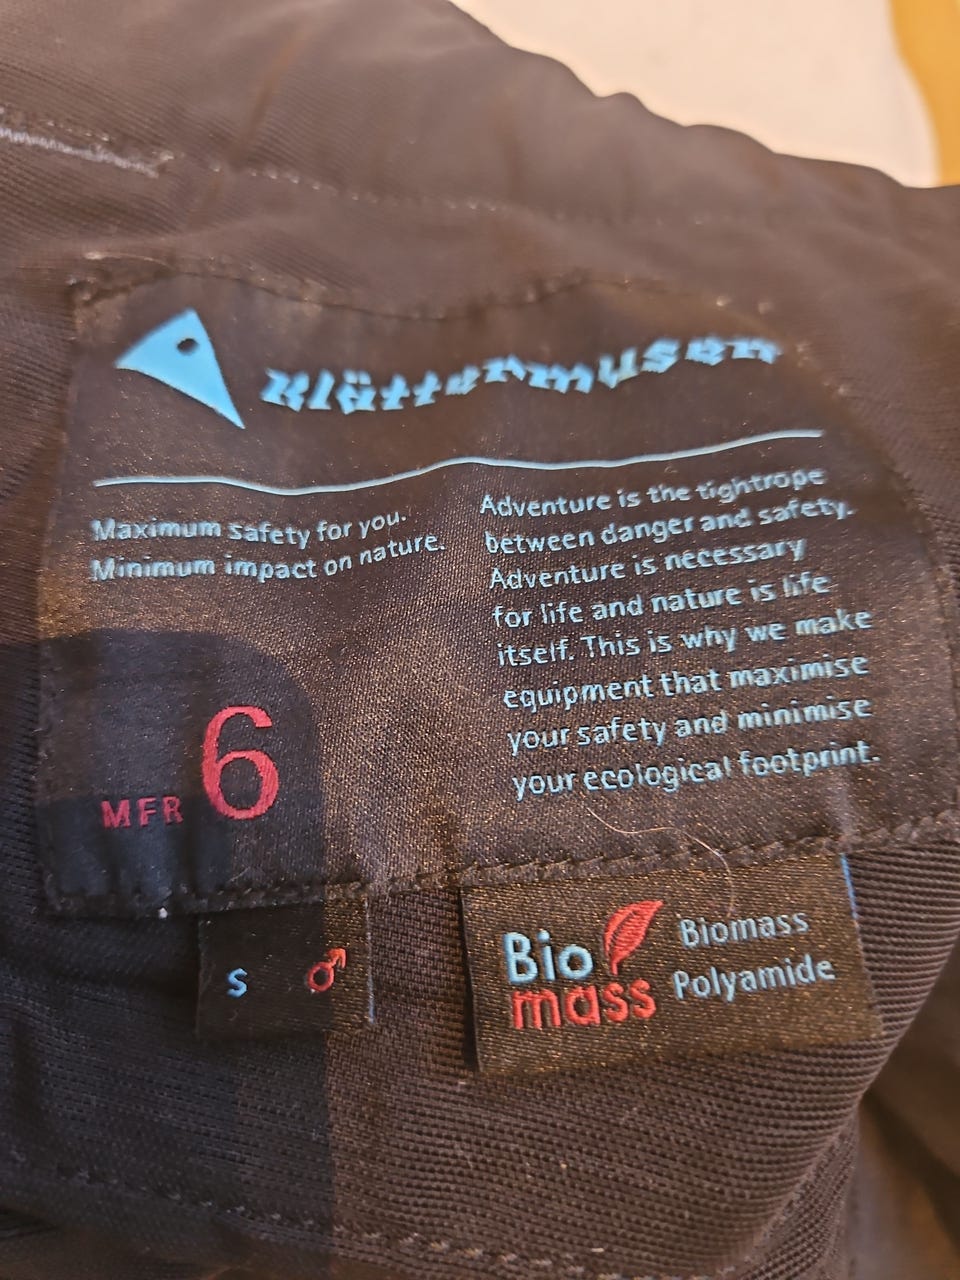 Klättermusen
Maximum safety for you.
Minimum impact on nature.
Adventure is the tightrope
between danger and safety.
Adventure is necessary
for life and nature is life
itself. This is why we make
equipment that maximise
your safety and minimise
your ecological footprint.
MFR 6
S ♂
Bio
mass
Biomass
Polyamide